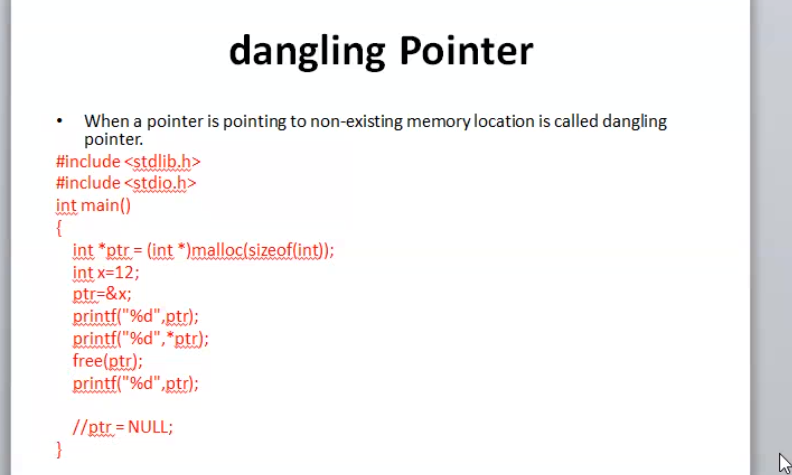 dangling Pointer
• When a pointer is pointing to non-existing memory location is called dangling
pointer.
#include <stdlib.h>
#include <stdio.h>
int main()
{
int *ptr = (int *)malloc(sizeof(int));
int x=12;
ptr=&x;
printf("%d",ptr);
printf("%d",*ptr);
free(ptr);
printf("%d",ptr);
//ptr = NULL;
}